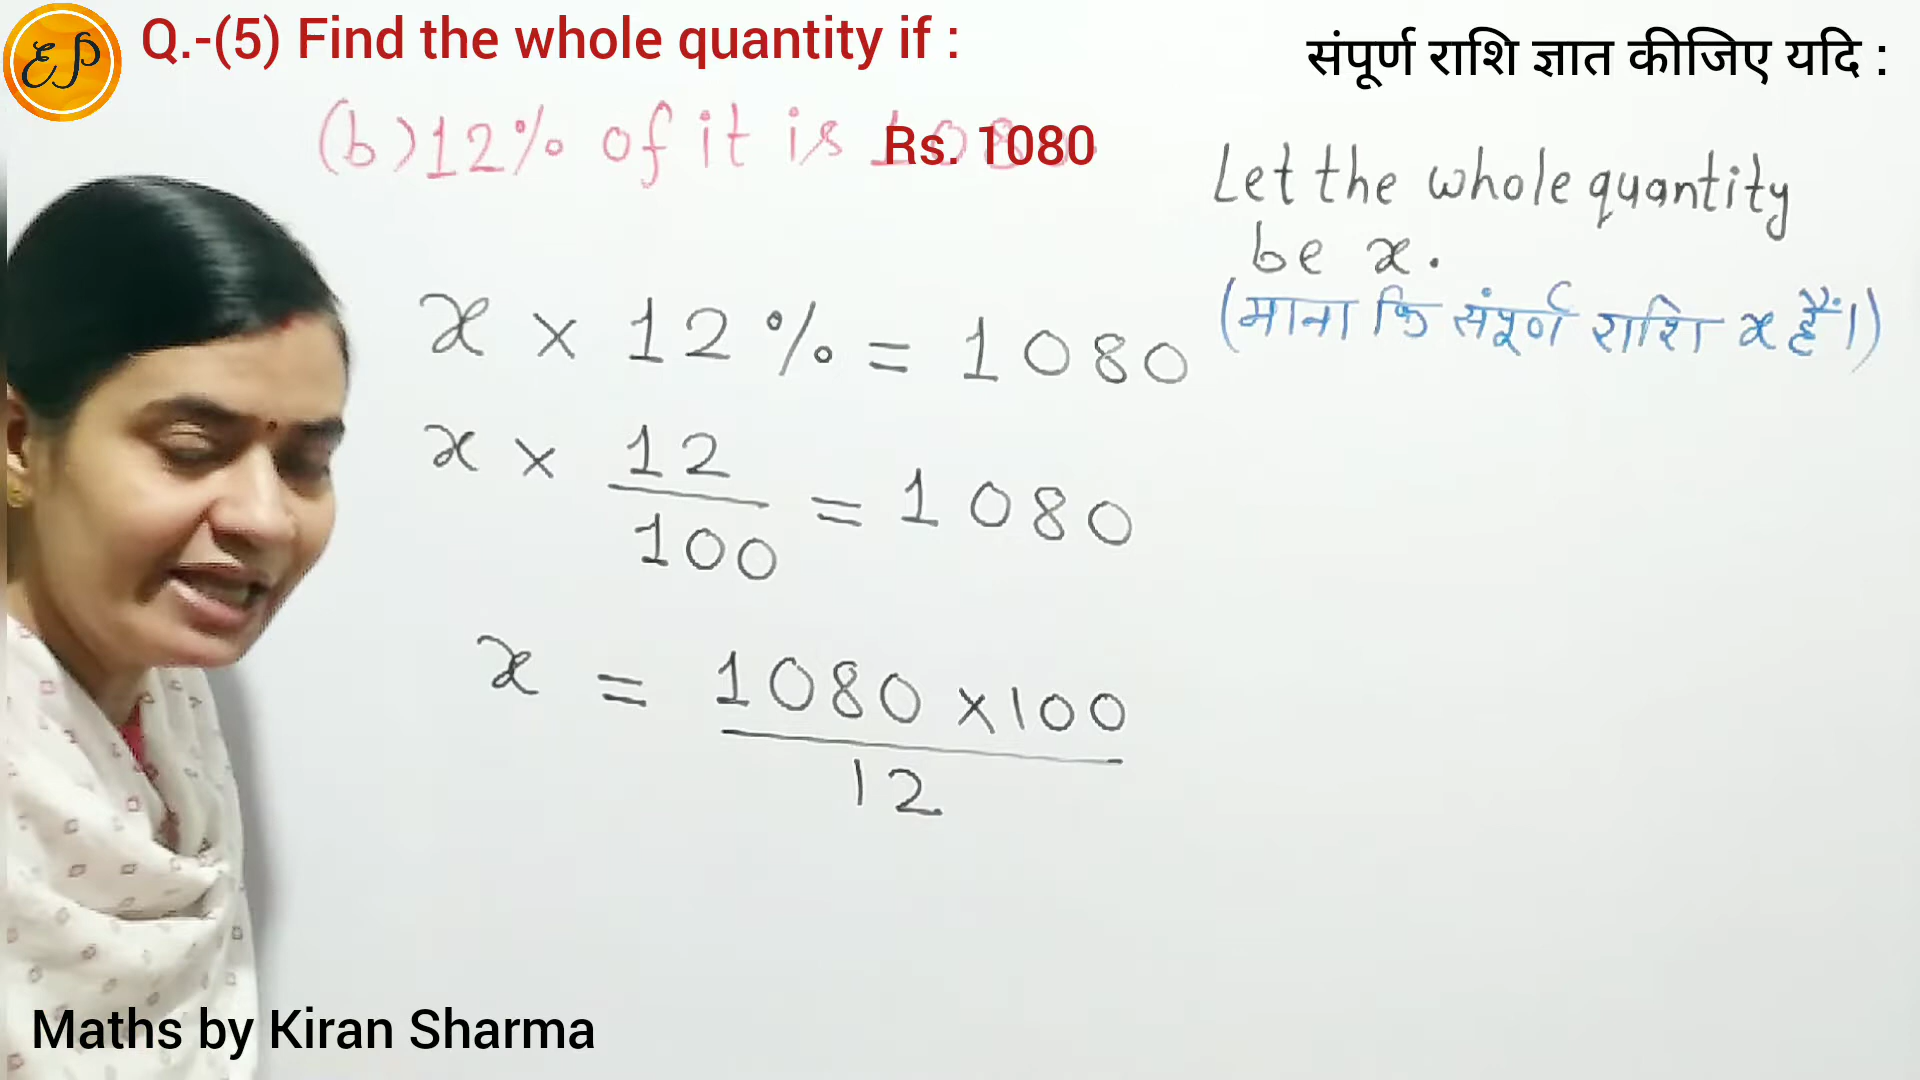 EP
Q.-(5) Find the whole quantity if :
संपूर्ण राशि ज्ञात कीजिए यदि :
(b) 12% of it is Rs. 1080
Let the whole quantity
be x.
(माना कि संपूर्ण राशि x हैं।)
x × 12% = 1080
x × 12/100 = 1080
x = 1080 × 100
12
Maths by Kiran Sharma